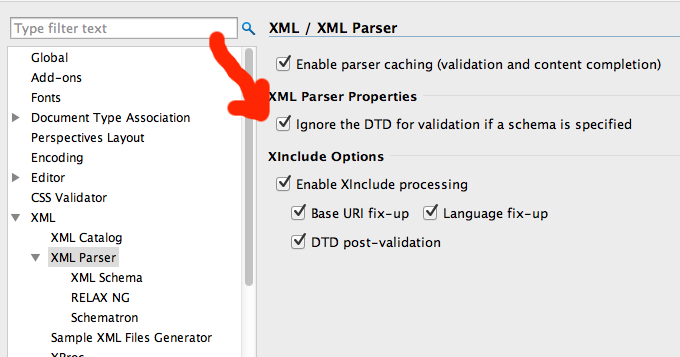 Type filter text
Global
Add-ons
Fonts
Document Type Association
Perspectives Layout
Encoding
Editor
CSS Validator
XML
XML Catalog
XML Parser
XML Schema
RELAX NG
Schematron
Sample XML Files Generator
XProc
XML / XML Parser
Enable parser caching (validation and content completion)
XML Parser Properties
Ignore the DTD for validation if a schema is specified
XInclude Options
Enable XInclude processing
Base URI fix-up Language fix-up
DTD post-validation